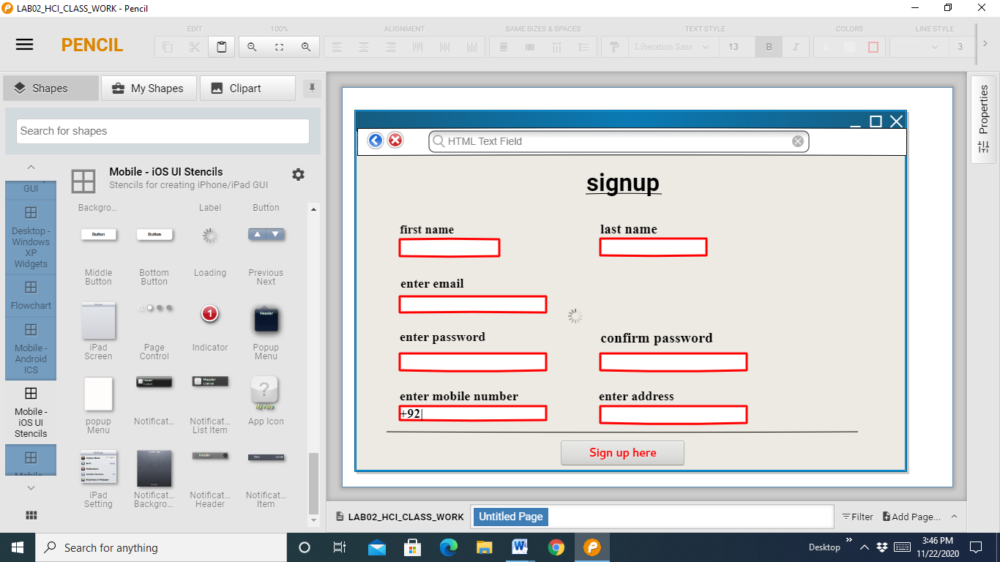 LAB02_HCI_CLASS_WORK - Pencil
EDIT 100% ALIGNMENT SAME SIZES & SPACES TEXT STYLE COLORS LINE STYLE
PENCIL
Liberation Sans 13 B I 3
Shapes My Shapes Clipart
Search for shapes
Properties
HTML Text Field
Mobile - iOS UI Stencils
Stencils for creating iPhone/iPad GUI
GUI
Desktop -
Windows
XP
Widgets
Flowchart
Mobile -
Android
ICS
Mobile -
iOS UI
Stencils
Backgro... Label Button
Button Button
Middle Button
Bottom Button
Loading
Previous Next
1
Header
iPad Screen
Page Control
Indicator
Popup Menu
Header
Header
?
My App
popup Menu
Notificat...
Notificat... List Item
App Icon
Header
iPad Setting
Notificat... Backgro...
Notificat... Header
Notificat... Item
signup
first name last name
enter email
enter password confirm password
enter mobile number enter address
+92|
Sign up here
LAB02_HCI_CLASS_WORK Untitled Page Filter Add Page...
Search for anything
Desktop
3:46 PM
11/22/2020